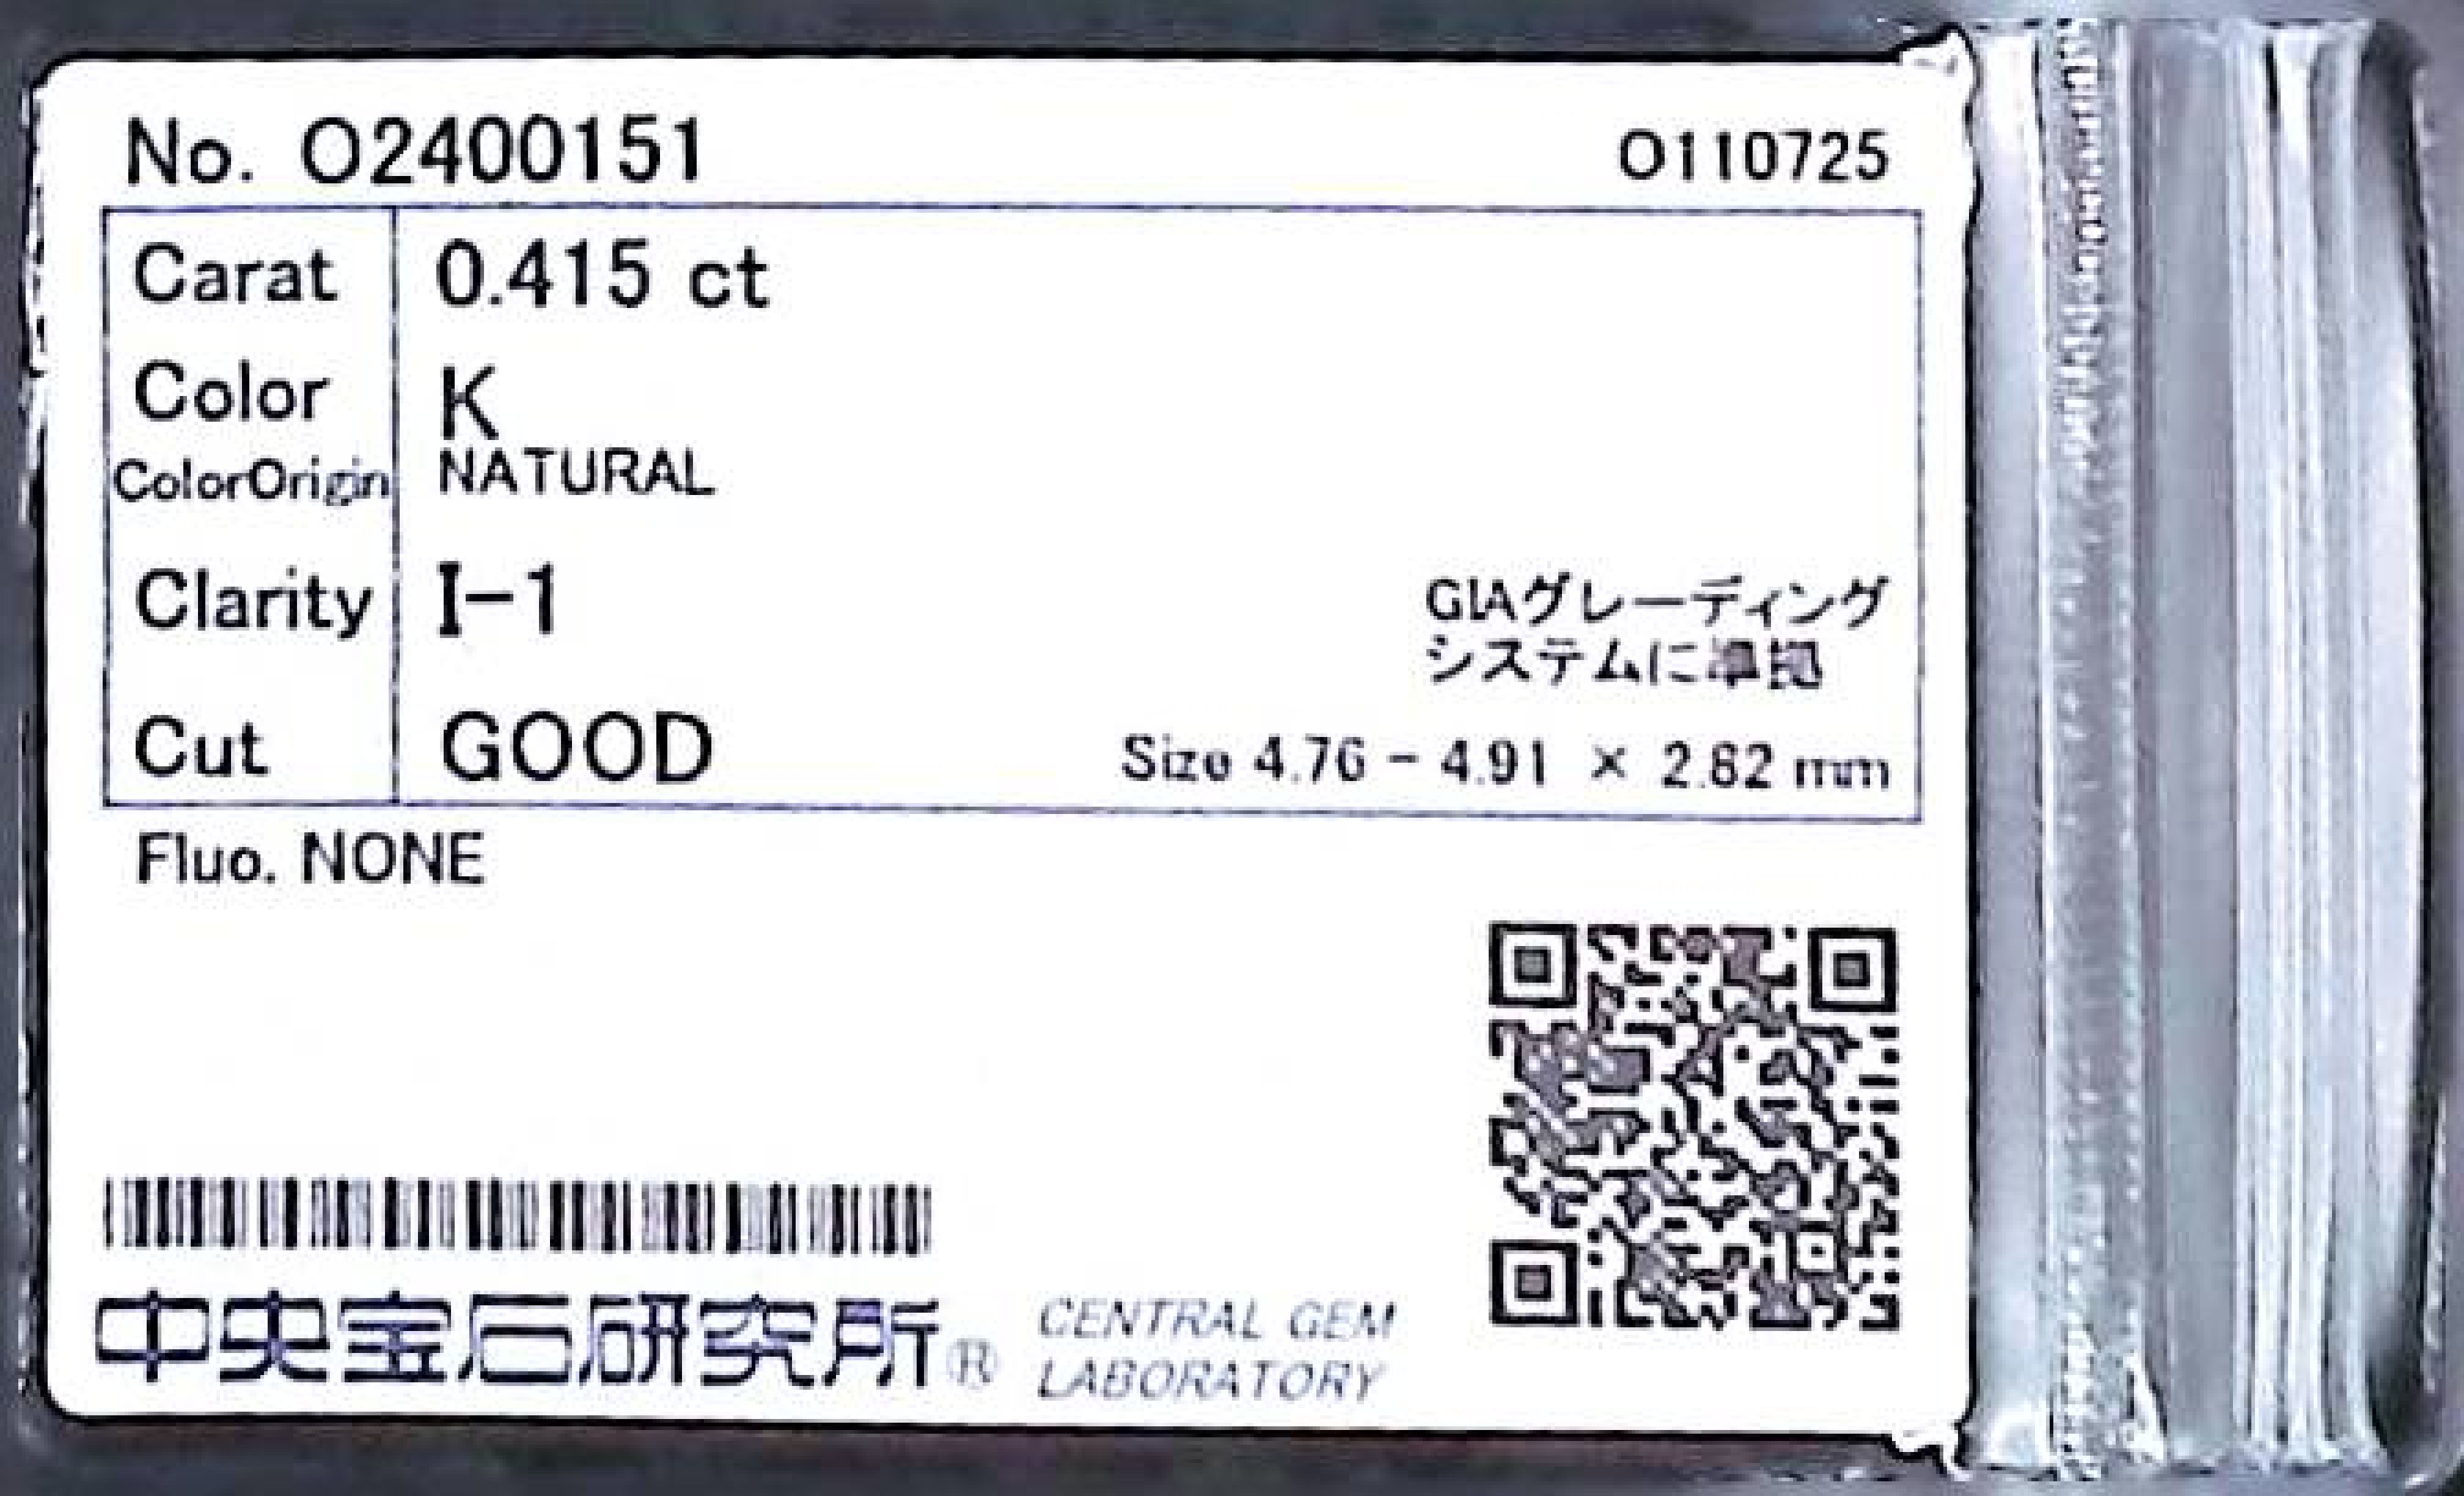 No. O2400151 O110725
Carat 0.415 ct
Color K
ColorOrigin NATURAL
Clarity I-1
GIAグレーディング
システムに準拠
Cut GOOD
Size 4.76 - 4.91 × 2.82 mm
Fluo. NONE
中央宝石研究所® CENTRAL GEM
LABORATORY